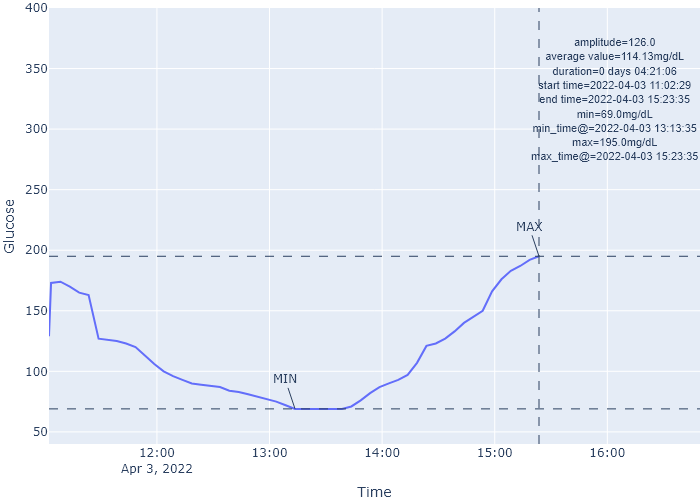 400
350
300
250
200
150
100
50
Glucose
amplitude=126.0
average value=114.13mg/dL
duration=0 days 04:21:06
start time=2022-04-03 11:02:29
end time=2022-04-03 15:23:35
min=69.0mg/dL
min_time@=2022-04-03 13:13:35
max=195.0mg/dL
max_time@=2022-04-03 15:23:35
MAX
MIN
12:00 13:00 14:00 15:00 16:00
Apr 3, 2022
Time